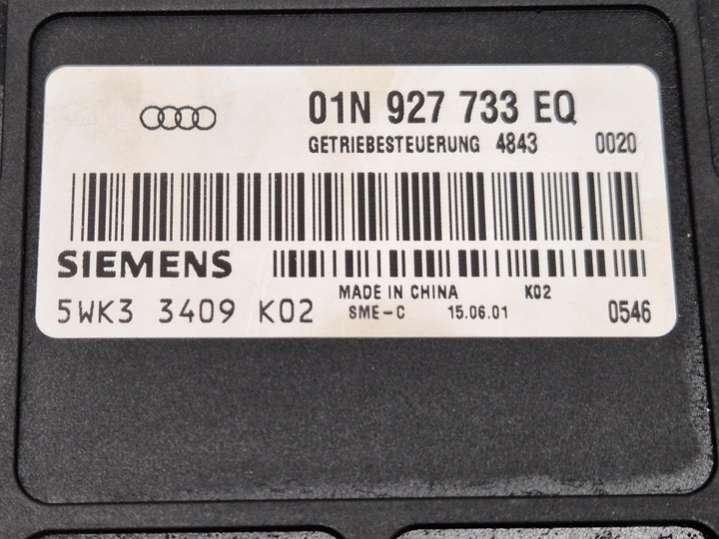 01N 927 733 EQ
GETRIEBESTEUERUNG 4843 0020
SIEMENS
MADE IN CHINA K02
5WK3 3409 K02 SME-C 15.06.01 0546